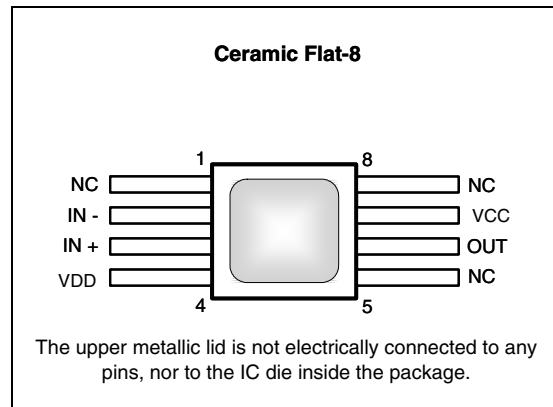 Ceramic Flat-8
1 8
NC NC
IN - VCC
IN + OUT
VDD NC
4 5
The upper metallic lid is not electrically connected to any
pins, nor to the IC die inside the package.